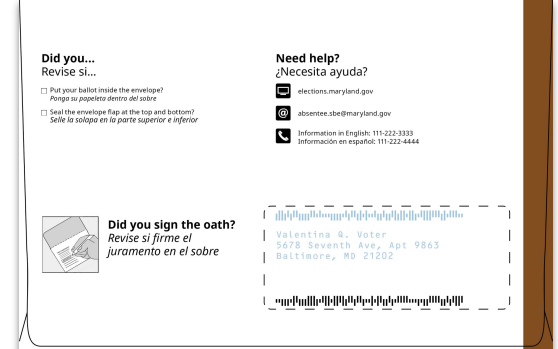 Did you...
Revise si...
Put your ballot inside the envelope?
Ponga su papeleta dentro del sobre
Seal the envelope flap at the top and bottom?
Selle la solapa en la parte superior e inferior
Need help?
¿Necesita ayuda?
elections.maryland.gov
@
absentee.sbe@maryland.gov
Information in English: 111-222-3333
Información en español: 111-222-4444
Did you sign the oath?
Revise si firme el
juramento en el sobre
Valentina Q. Voter
5678 Seventh Ave, Apt 9863
Baltimore, MD 21202